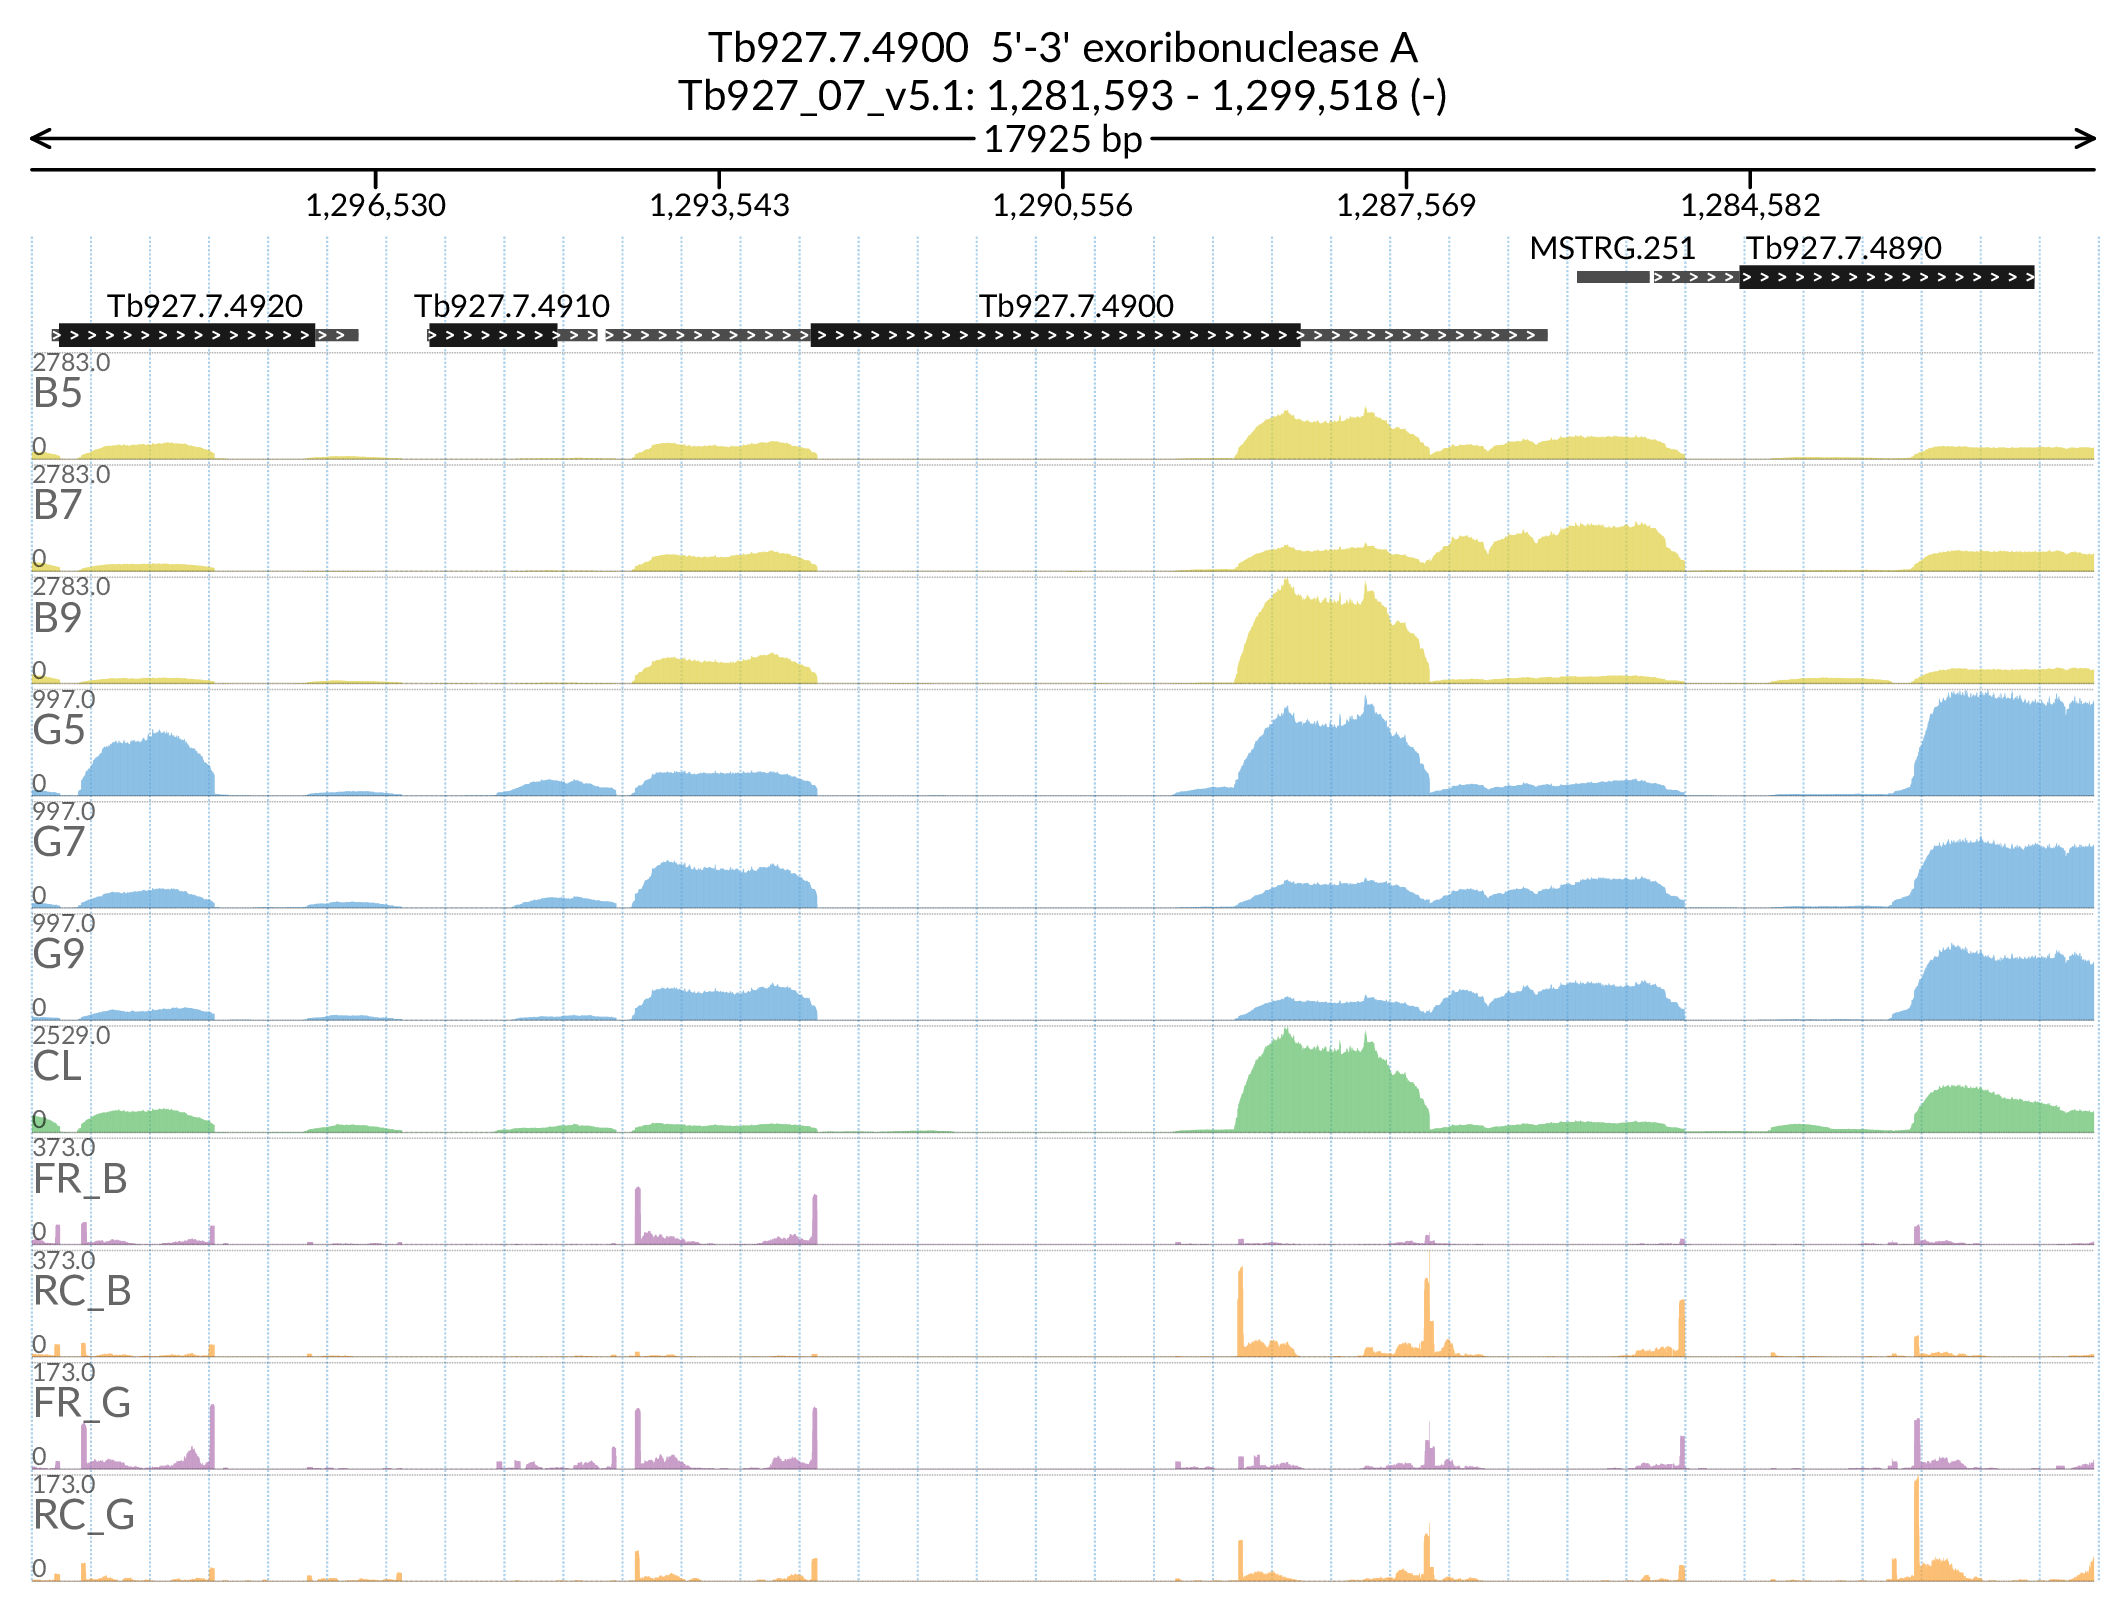 Tb927.7.4900  5'-3' exoribonuclease A
Tb927_07_v5.1: 1,281,593 - 1,299,518 (-)
17925 bp
1,296,530 1,293,543 1,290,556 1,287,569 1,284,582
MSTRG.251 Tb927.7.4890
Tb927.7.4920 Tb927.7.4910 Tb927.7.4900
2783.0
B5
0
2783.0
B7
0
2783.0
B9
0
997.0
G5
0
997.0
G7
0
997.0
G9
0
2529.0
CL
0
373.0
FR_B
0
373.0
RC_B
0
173.0
FR_G
0
173.0
RC_G
0